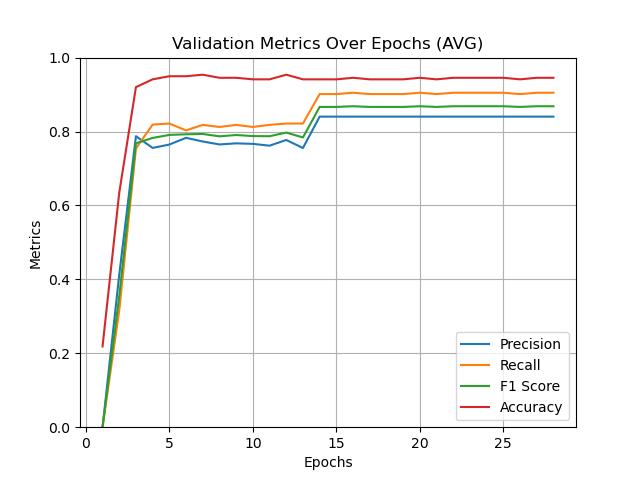 Validation Metrics Over Epochs (AVG)
1.0
0.8
0.6
0.4
0.2
0.0
Metrics
0 5 10 15 20 25
Epochs
Precision
Recall
F1 Score
Accuracy